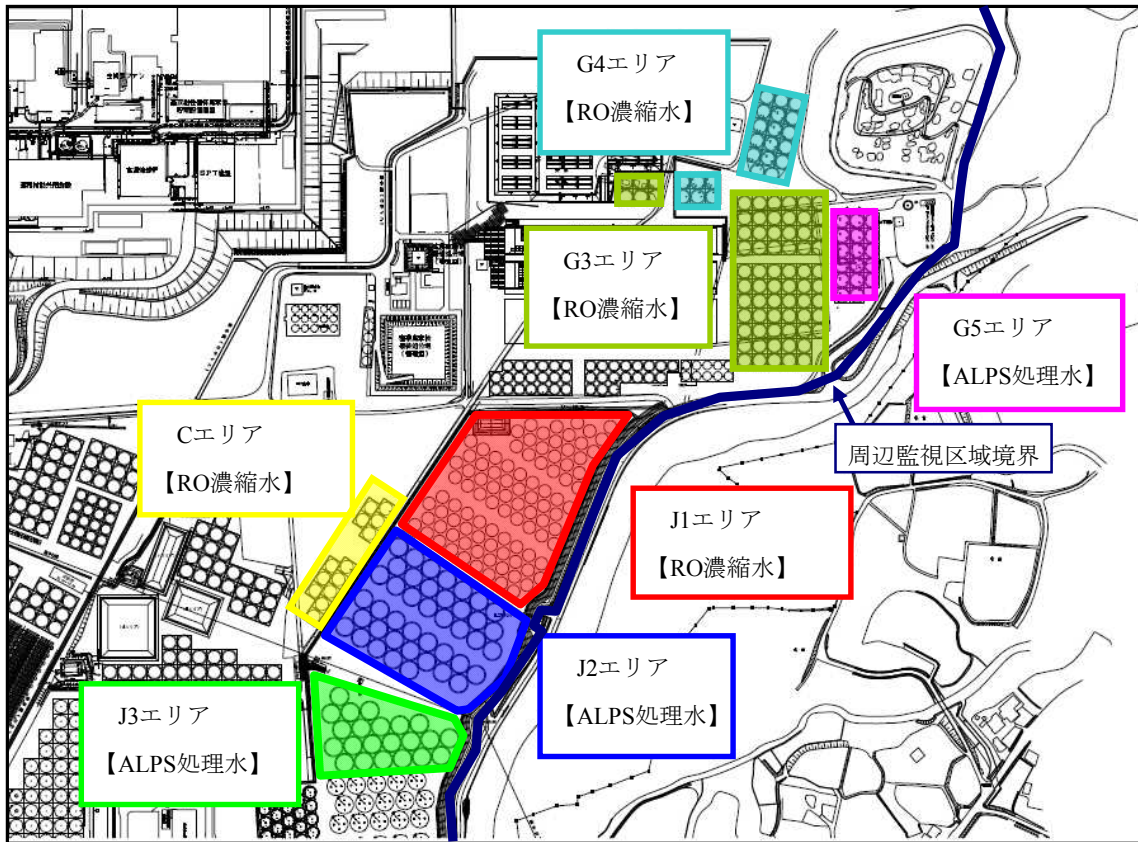 G4エリア
【RO濃縮水】
G3エリア
【RO濃縮水】
G5エリア
【ALPS処理水】
周辺監視区域境界
Cエリア
【RO濃縮水】
J1エリア
【RO濃縮水】
J2エリア
【ALPS処理水】
J3エリア
【ALPS処理水】